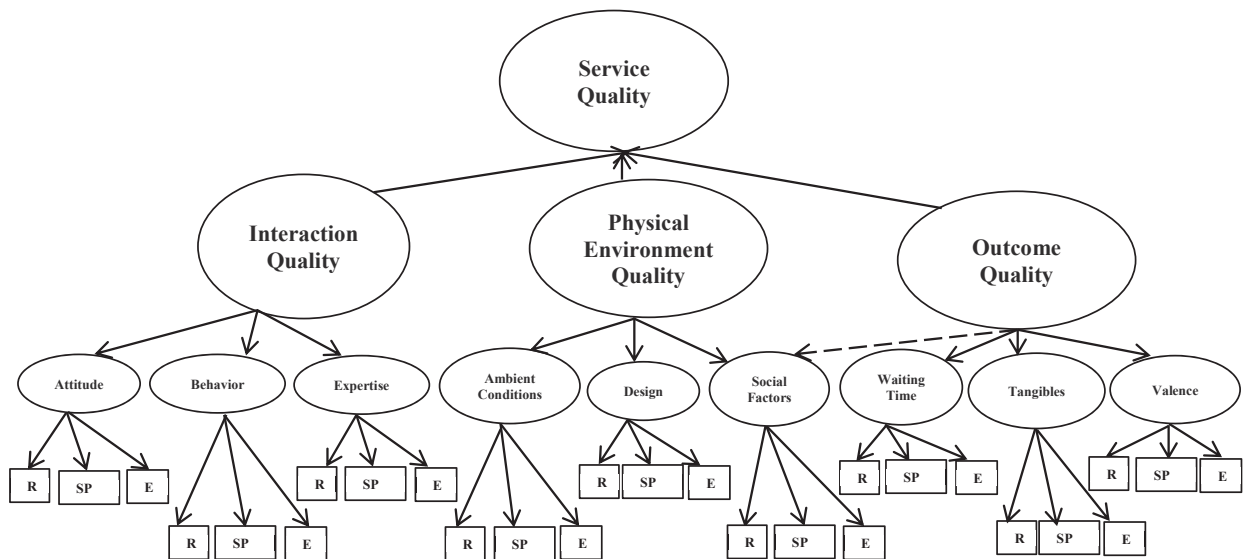 Service
Quality
Interaction
Quality
Physical
Environment
Quality
Outcome
Quality
Attitude
Behavior
Expertise
Ambient
Conditions
Design
Social
Factors
Waiting
Time
Tangibles
Valence
R
SP
E
R
SP
E
R
SP
E
R
SP
E
R
SP
E
R
SP
E
R
SP
E
R
SP
E
R
SP
E